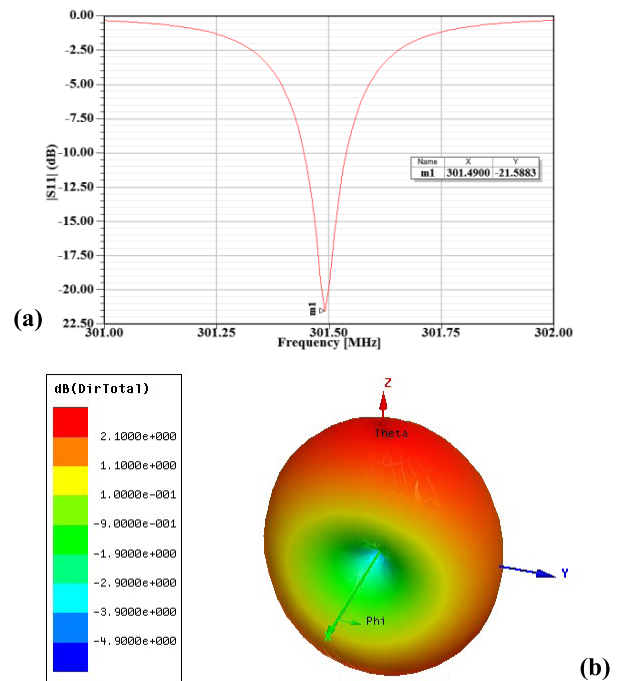 0.00
-2.50
-5.00
-7.50
-10.00
-12.50
-15.00
-17.50
-20.00
22.50
|S11| (dB)
Name X Y
m1 301.4900 -21.5883
m1
(a)
301.00 301.25 301.50 301.75 302.00
Frequency [MHz]
dB(DirTotal)
2.1000e+000
1.1000e+000
1.0000e-001
-9.0000e-001
-1.9000e+000
-2.9000e+000
-3.9000e+000
-4.9000e+000
Z
Theta
Y
Phi
(b)